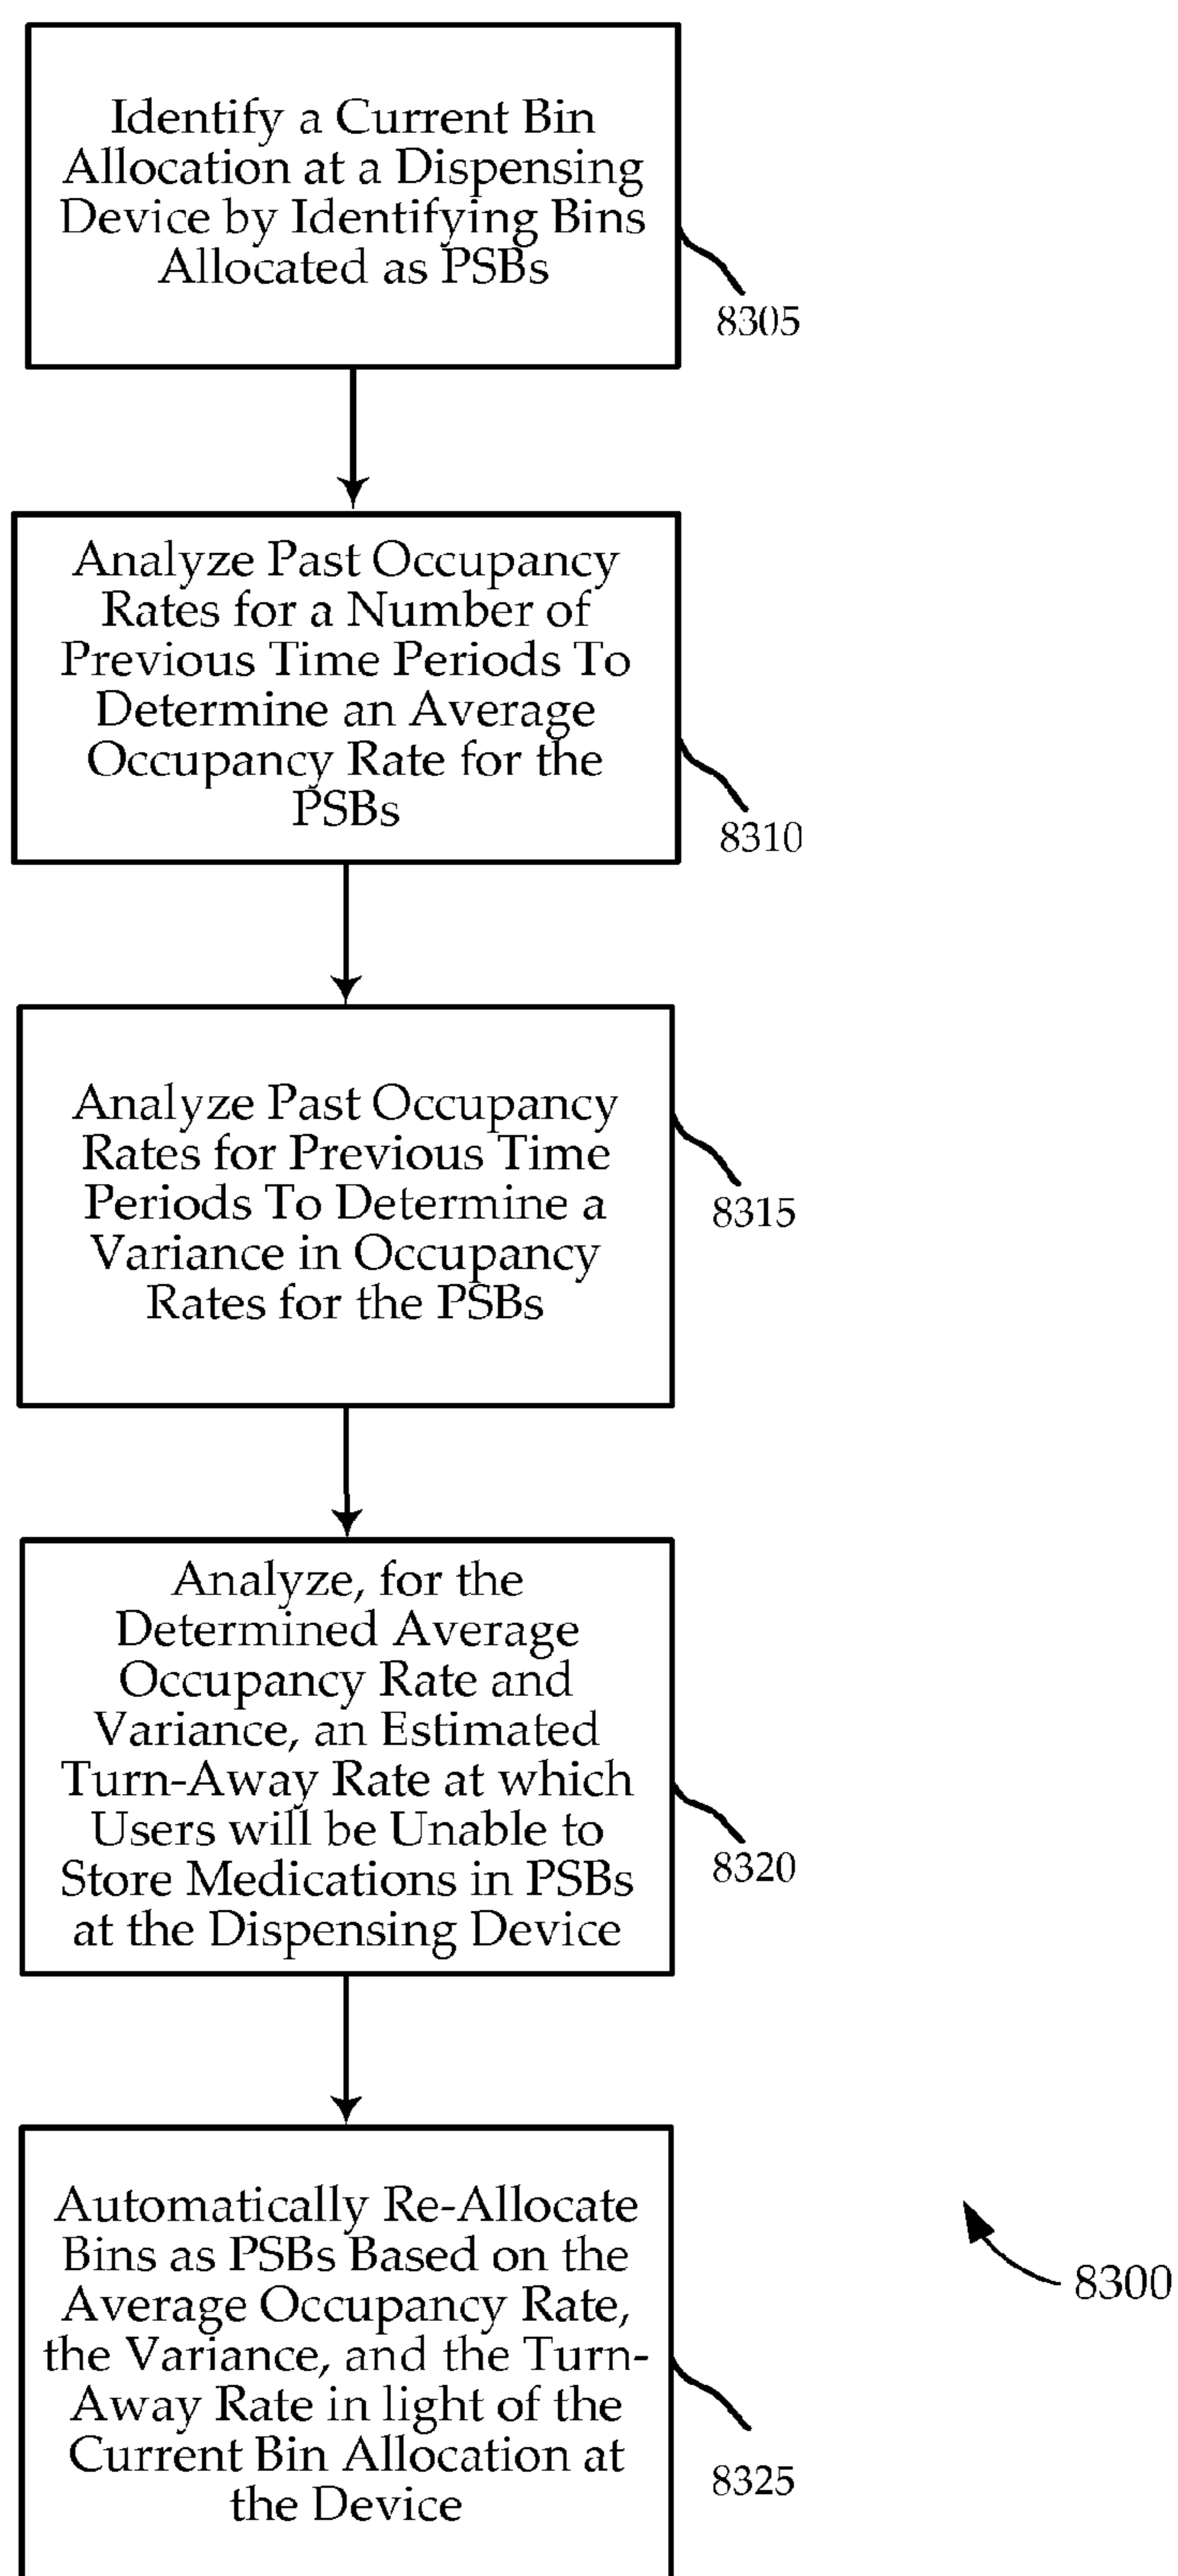 Identify a Current Bin
Allocation at a Dispensing
Device by Identifying Bins
Allocated as PSBs
8305
Analyze Past Occupancy
Rates for a Number of
Previous Time Periods To
Determine an Average
Occupancy Rate for the
PSBs
8310
Analyze Past Occupancy
Rates for Previous Time
Periods To Determine a
Variance in Occupancy
Rates for the PSBs
8315
Analyze, for the
Determined Average
Occupancy Rate and
Variance, an Estimated
Turn-Away Rate at which
Users will be Unable to
Store Medications in PSBs
at the Dispensing Device
8320
Automatically Re-Allocate
Bins as PSBs Based on the
Average Occupancy Rate,
the Variance, and the Turn-
Away Rate in light of the
Current Bin Allocation at
the Device
8325
8300